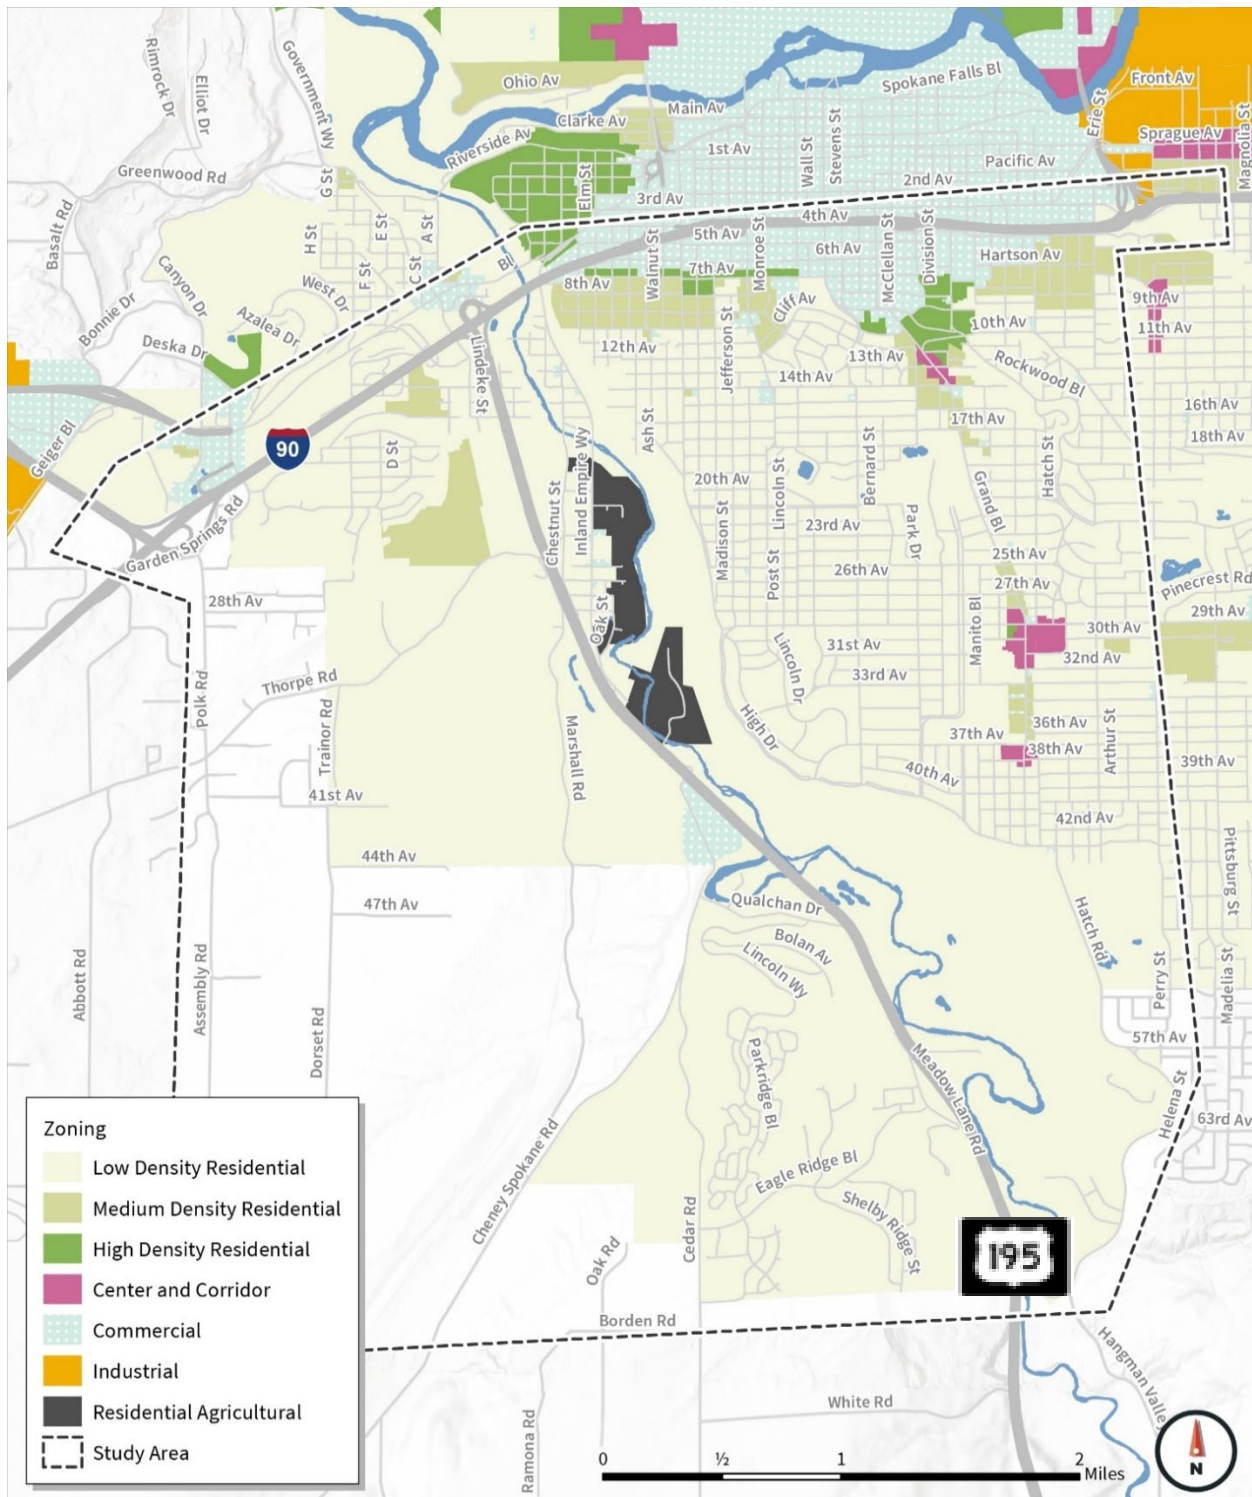 Rimrock Dr
Elliot Dr
Government Wy
Ohio Av
Spokane Falls Bl
Front Av
Main Av
Clarke Av
Erie St
Sprague Av
Riverside Av
1st Av
Wall St
Stevens St
Pacific Av
Magnolia St
Greenwood Rd
G St
Elm St
2nd Av
3rd Av
Basalt Rd
H St
E St
A St
4th Av
5th Av
6th Av
Walnut St
Monroe St
McClellan St
Division St
Hartson Av
Canyon Dr
F St
C St
Bl
7th Av
8th Av
West Dr
Cliff Av
9th Av
Bonnie Dr
Azalea Dr
10th Av
11th Av
Deska Dr
Lindeke St
12th Av
Jefferson St
13th Av
14th Av
Rockwood Bl
16th Av
Geiger Bl
90
D St
Ash St
17th Av
18th Av
Inland Empire Wy
Chestnut St
20th Av
Lincoln St
Bernard St
Hatch St
Grand Bl
Garden Springs Rd
Madison St
23rd Av
Park Dr
25th Av
Post St
26th Av
27th Av
Pinecrest Rd
28th Av
Oak St
29th Av
Manito Bl
30th Av
31st Av
32nd Av
Lincoln Dr
33rd Av
Thorpe Rd
Polk Rd
Trainor Rd
Marshall Rd
High Dr
36th Av
37th Av
38th Av
Arthur St
39th Av
40th Av
41st Av
42nd Av
Pittsburg St
44th Av
47th Av
Qualchan Dr
Bolan Av
Lincoln Wy
Hatch Rd
Perry St
Madelia St
Abbott Rd
Assembly Rd
Dorset Rd
57th Av
Parkridge Bl
Meadow Lane Rd
Helena St
63rd Av
Cheney Spokane Rd
Eagle Ridge Bl
Shelby Ridge St
Cedar Rd
Oak Rd
195
Borden Rd
Hangman Valley
White Rd
Ramona Rd
Zoning
Low Density Residential
Medium Density Residential
High Density Residential
Center and Corridor
Commercial
Industrial
Residential Agricultural
Study Area
0 ½ 1 2
Miles
N